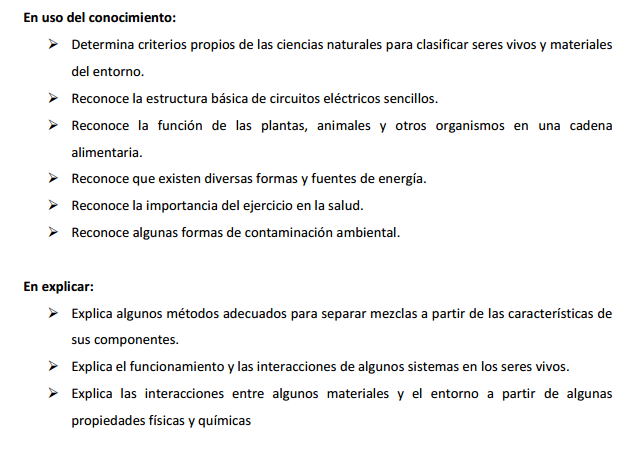 En uso del conocimiento:
➢ Determina criterios propios de las ciencias naturales para clasificar seres vivos y materiales
del entorno.
➢ Reconoce la estructura básica de circuitos eléctricos sencillos.
➢ Reconoce la función de las plantas, animales y otros organismos en una cadena
alimentaria.
➢ Reconoce que existen diversas formas y fuentes de energía.
➢ Reconoce la importancia del ejercicio en la salud.
➢ Reconoce algunas formas de contaminación ambiental.
En explicar:
➢ Explica algunos métodos adecuados para separar mezclas a partir de las características de
sus componentes.
➢ Explica el funcionamiento y las interacciones de algunos sistemas en los seres vivos.
➢ Explica las interacciones entre algunos materiales y el entorno a partir de algunas
propiedades físicas y químicas